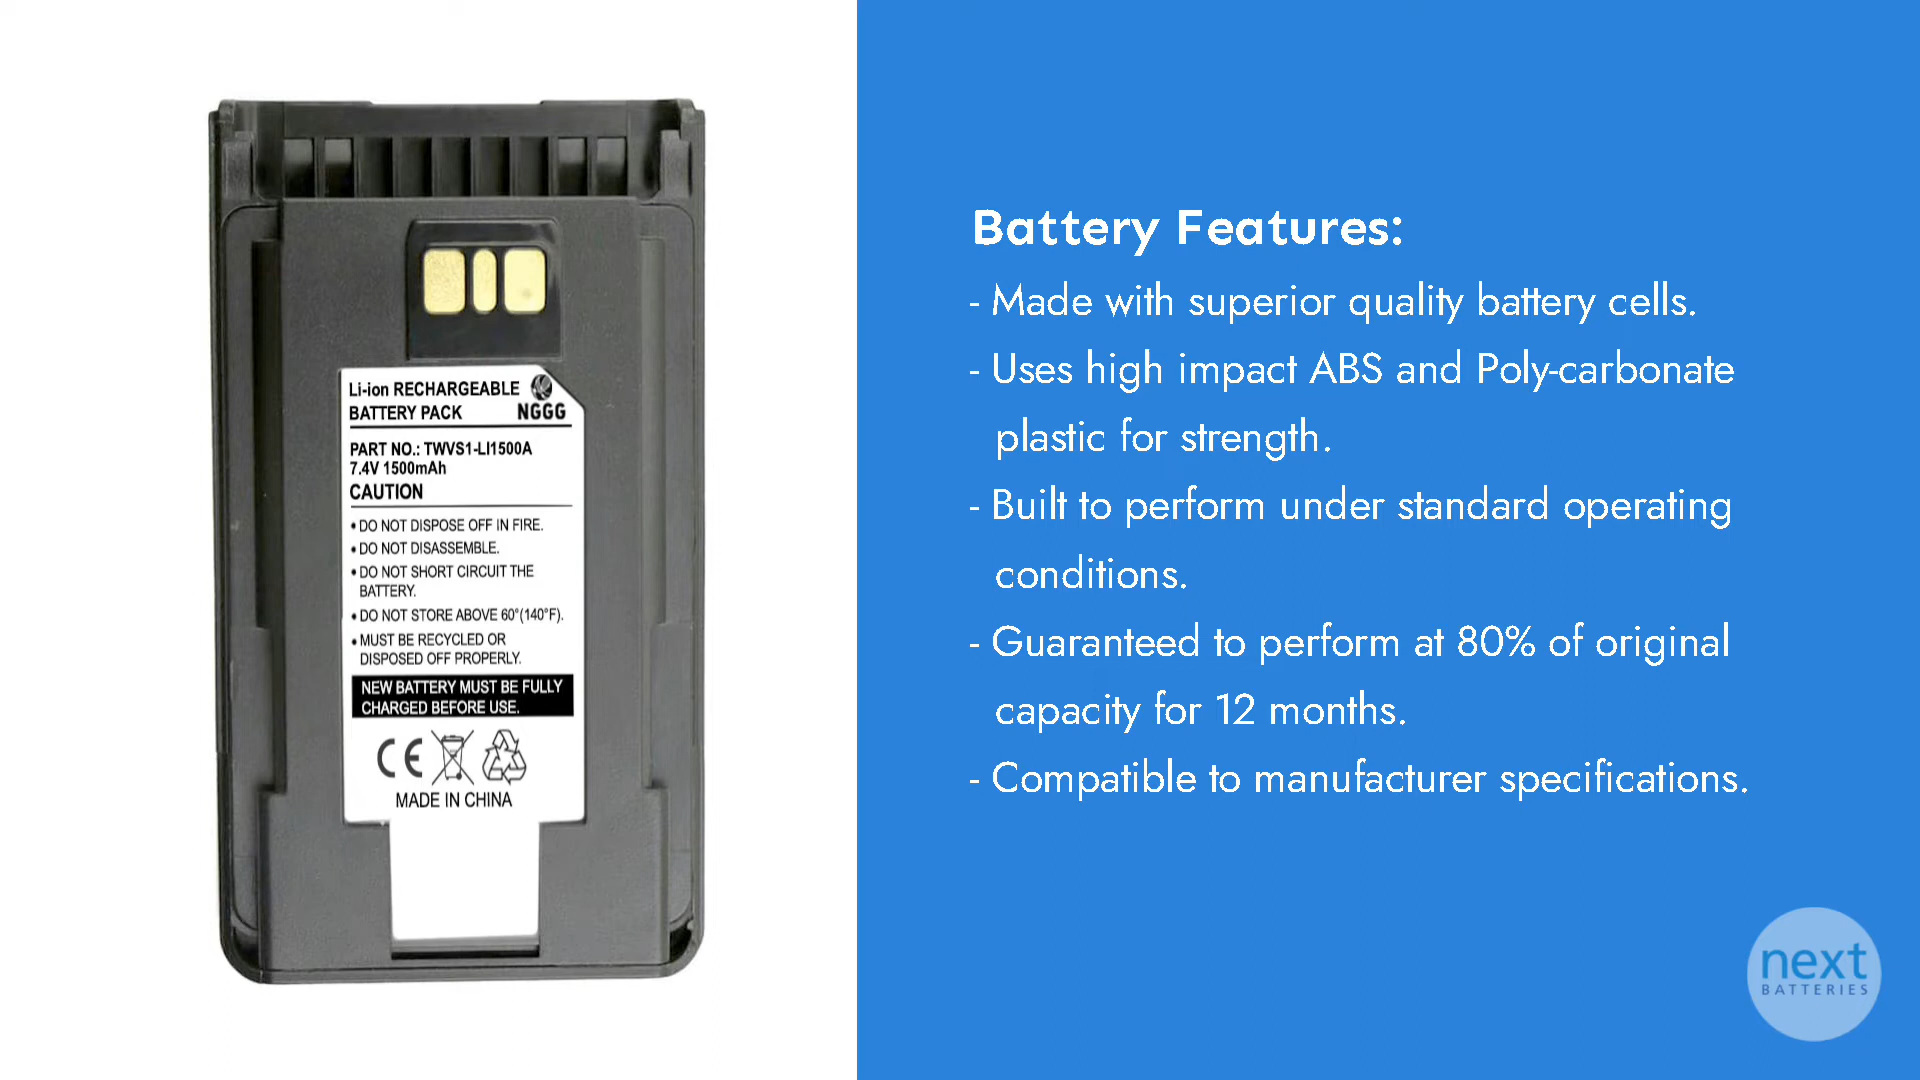 Li-ion RECHARGEABLE
BATTERY PACK
NGGG
PART NO.: TWVS1-LI1500A
7.4V 1500mAh
CAUTION
• DO NOT DISPOSE OFF IN FIRE.
• DO NOT DISASSEMBLE.
• DO NOT SHORT CIRCUIT THE
BATTERY.
• DO NOT STORE ABOVE 60°(140°F).
• MUST BE RECYCLED OR
DISPOSED OFF PROPERLY.
NEW BATTERY MUST BE FULLY
CHARGED BEFORE USE.
CE
MADE IN CHINA
Battery Features:
- Made with superior quality battery cells.
- Uses high impact ABS and Poly-carbonate
plastic for strength.
- Built to perform under standard operating
conditions.
- Guaranteed to perform at 80% of original
capacity for 12 months.
- Compatible to manufacturer specifications.
next
BATTERIES